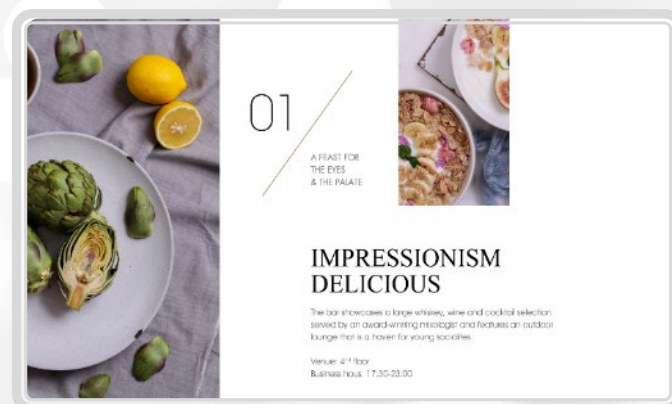 01
A FEAST FOR
THE EYES
& THE PALATE
IMPRESSIONISM
DELICIOUS
The bar showcases a large whiskey, wine and cocktail selection
served by an award-winning mixologist and features an outdoor
lounge that is a haven for young socialites.
Venue: 4ᵗʰ floor
Business hous: 17:30-23:00